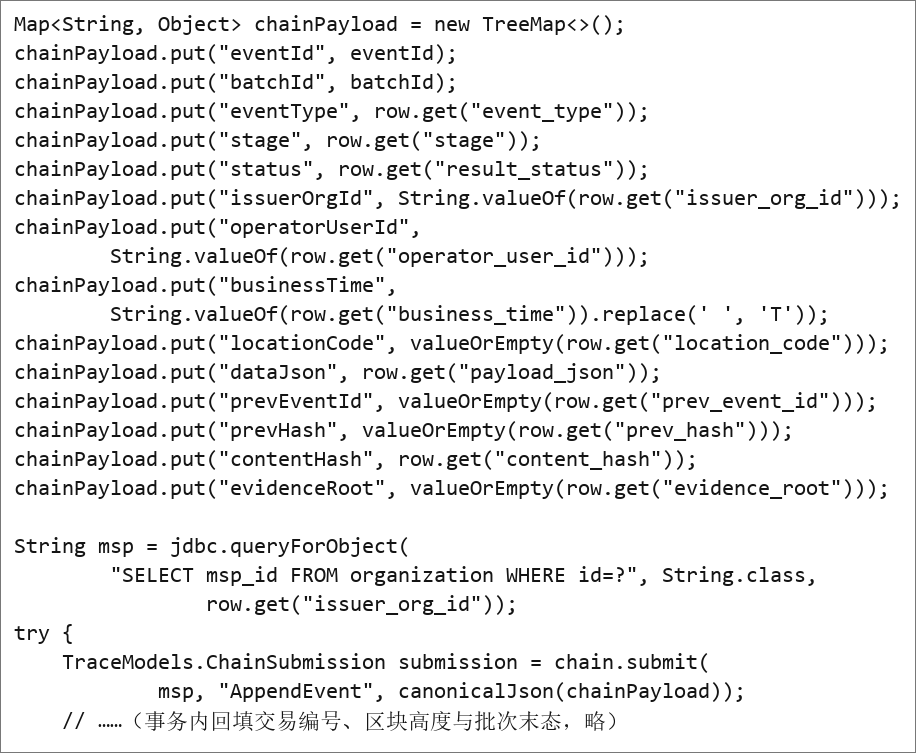 Map<String, Object> chainPayload = new TreeMap<>();
chainPayload.put("eventId", eventId);
chainPayload.put("batchId", batchId);
chainPayload.put("eventType", row.get("event_type"));
chainPayload.put("stage", row.get("stage"));
chainPayload.put("status", row.get("result_status"));
chainPayload.put("issuerOrgId", String.valueOf(row.get("issuer_org_id")));
chainPayload.put("operatorUserId",
        String.valueOf(row.get("operator_user_id")));
chainPayload.put("businessTime",
        String.valueOf(row.get("business_time")).replace(' ', 'T'));
chainPayload.put("locationCode", valueOrEmpty(row.get("location_code")));
chainPayload.put("dataJson", row.get("payload_json"));
chainPayload.put("prevEventId", valueOrEmpty(row.get("prev_event_id")));
chainPayload.put("prevHash", valueOrEmpty(row.get("prev_hash")));
chainPayload.put("contentHash", row.get("content_hash"));
chainPayload.put("evidenceRoot", valueOrEmpty(row.get("evidence_root")));

String msp = jdbc.queryForObject(
        "SELECT msp_id FROM organization WHERE id=?", String.class,
                row.get("issuer_org_id"));
try {
    TraceModels.ChainSubmission submission = chain.submit(
            msp, "AppendEvent", canonicalJson(chainPayload));
    // ……（事务内回填交易编号、区块高度与批次末态，略）